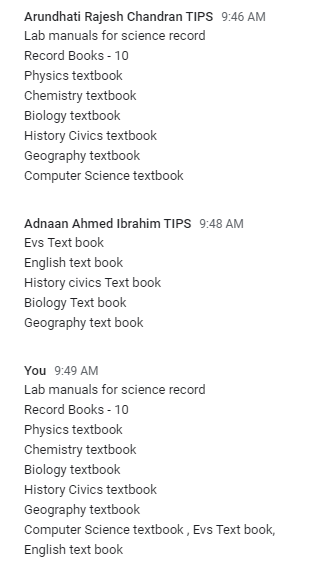 Arundhati Rajesh Chandran TIPS 9:46 AM
Lab manuals for science record
Record Books - 10
Physics textbook
Chemistry textbook
Biology textbook
History Civics textbook
Geography textbook
Computer Science textbook
Adnaan Ahmed Ibrahim TIPS 9:48 AM
Evs Text book
English text book
History civics Text book
Biology Text book
Geography text book
You 9:49 AM
Lab manuals for science record
Record Books - 10
Physics textbook
Chemistry textbook
Biology textbook
History Civics textbook
Geography textbook
Computer Science textbook , Evs Text book,
English text book